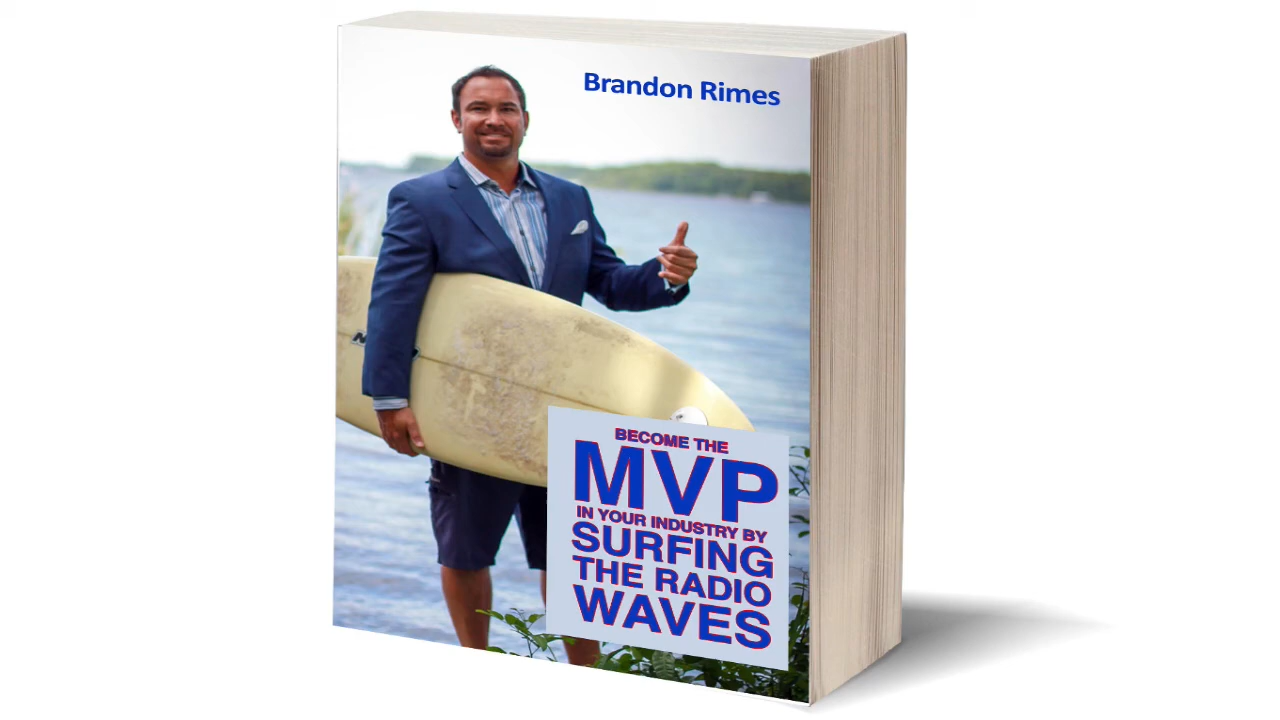 Brandon Rimes
BECOME THE
MVP
IN YOUR INDUSTRY BY
SURFING
THE RADIO
WAVES